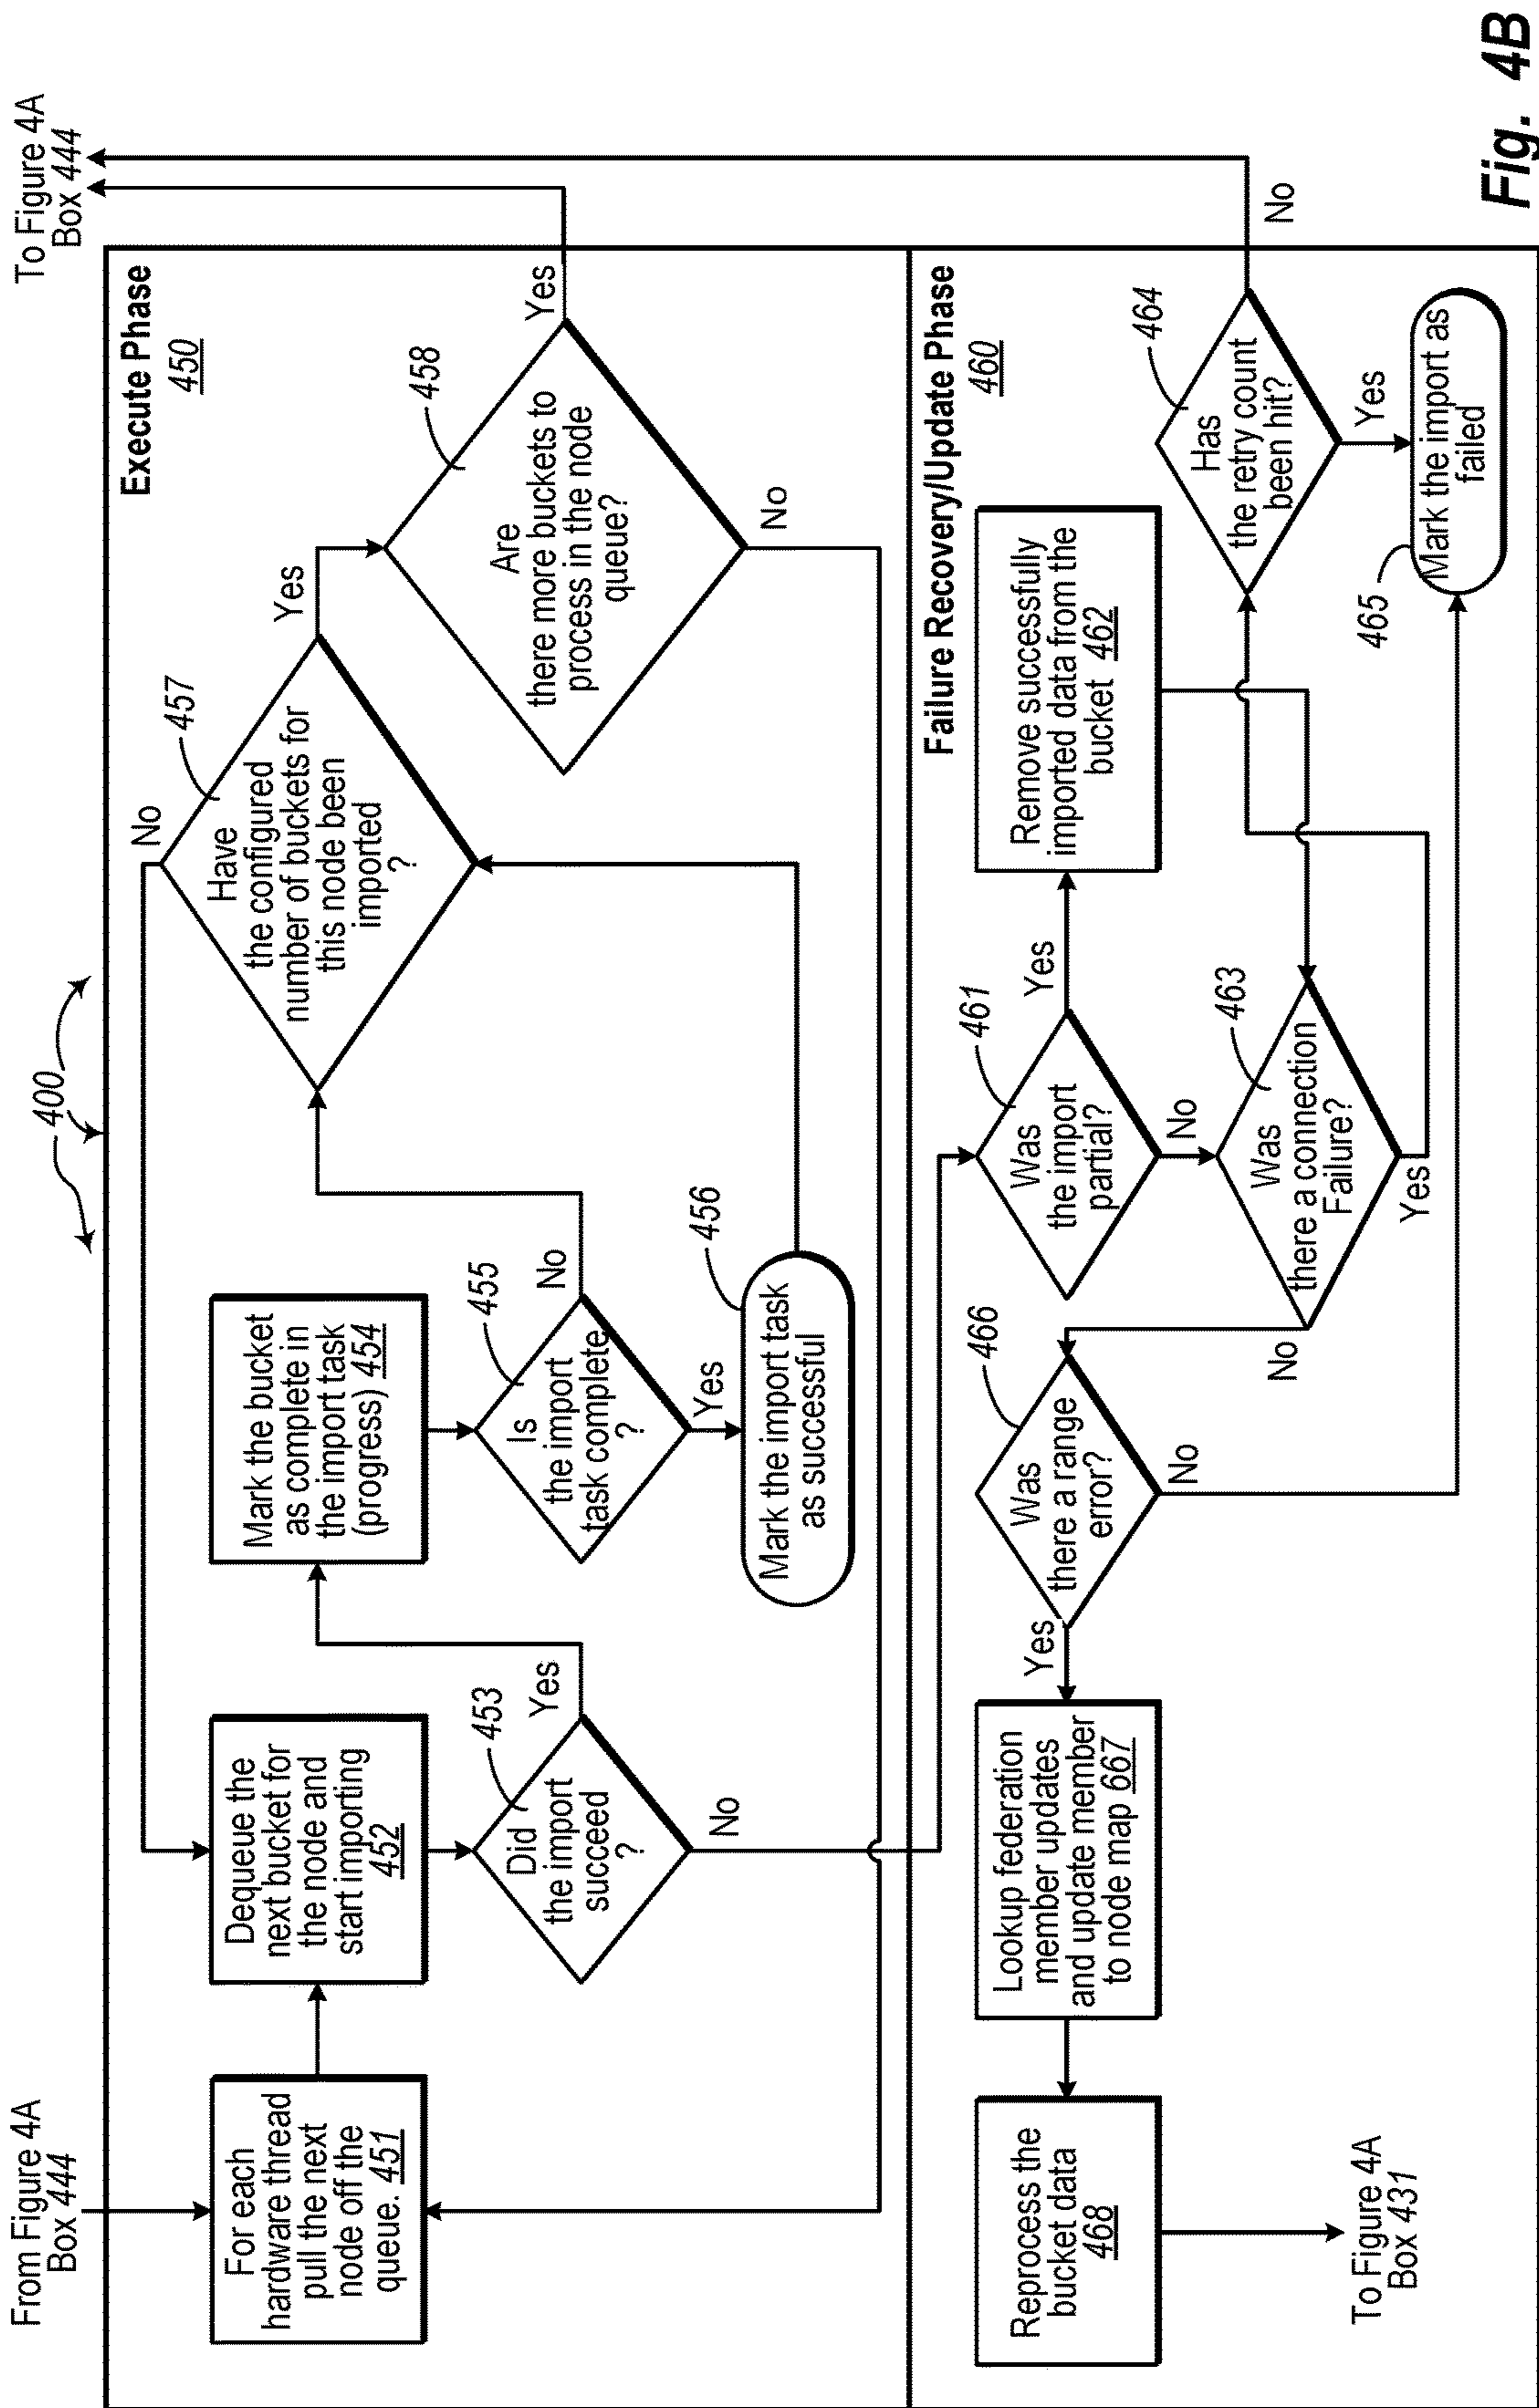 From Figure 4A
Box 444
400
To Figure 4A
Box 444
Execute Phase
450
For each
hardware thread
pull the next
node off the
queue. 451
Dequeue the
next bucket for
the node and
start importing
452
Mark the bucket
as complete in
the import task
(progress) 454
No
457
Have
the configured
number of buckets for
this node been
imported
?
Yes
453
Did
the import
succeed
?
Yes
No
455
Is
the import
task complete
?
No
Yes
456
Mark the import task
as successful
458
Are
there more buckets to
process in the node
queue?
Yes
No
Failure Recovery/Update Phase
460
461
Was
the import
partial?
Yes
No
Remove successfully
imported data from the
bucket 462
463
Was
there a connection
Failure?
Yes
No
464
Has
the retry count
been hit?
No
Yes
465
Mark the import as
failed
466
Was
there a range
error?
Yes
No
Lookup federation
member updates
and update member
to node map 667
Reprocess the
bucket data
468
To Figure 4A
Box 431
Fig. 4B